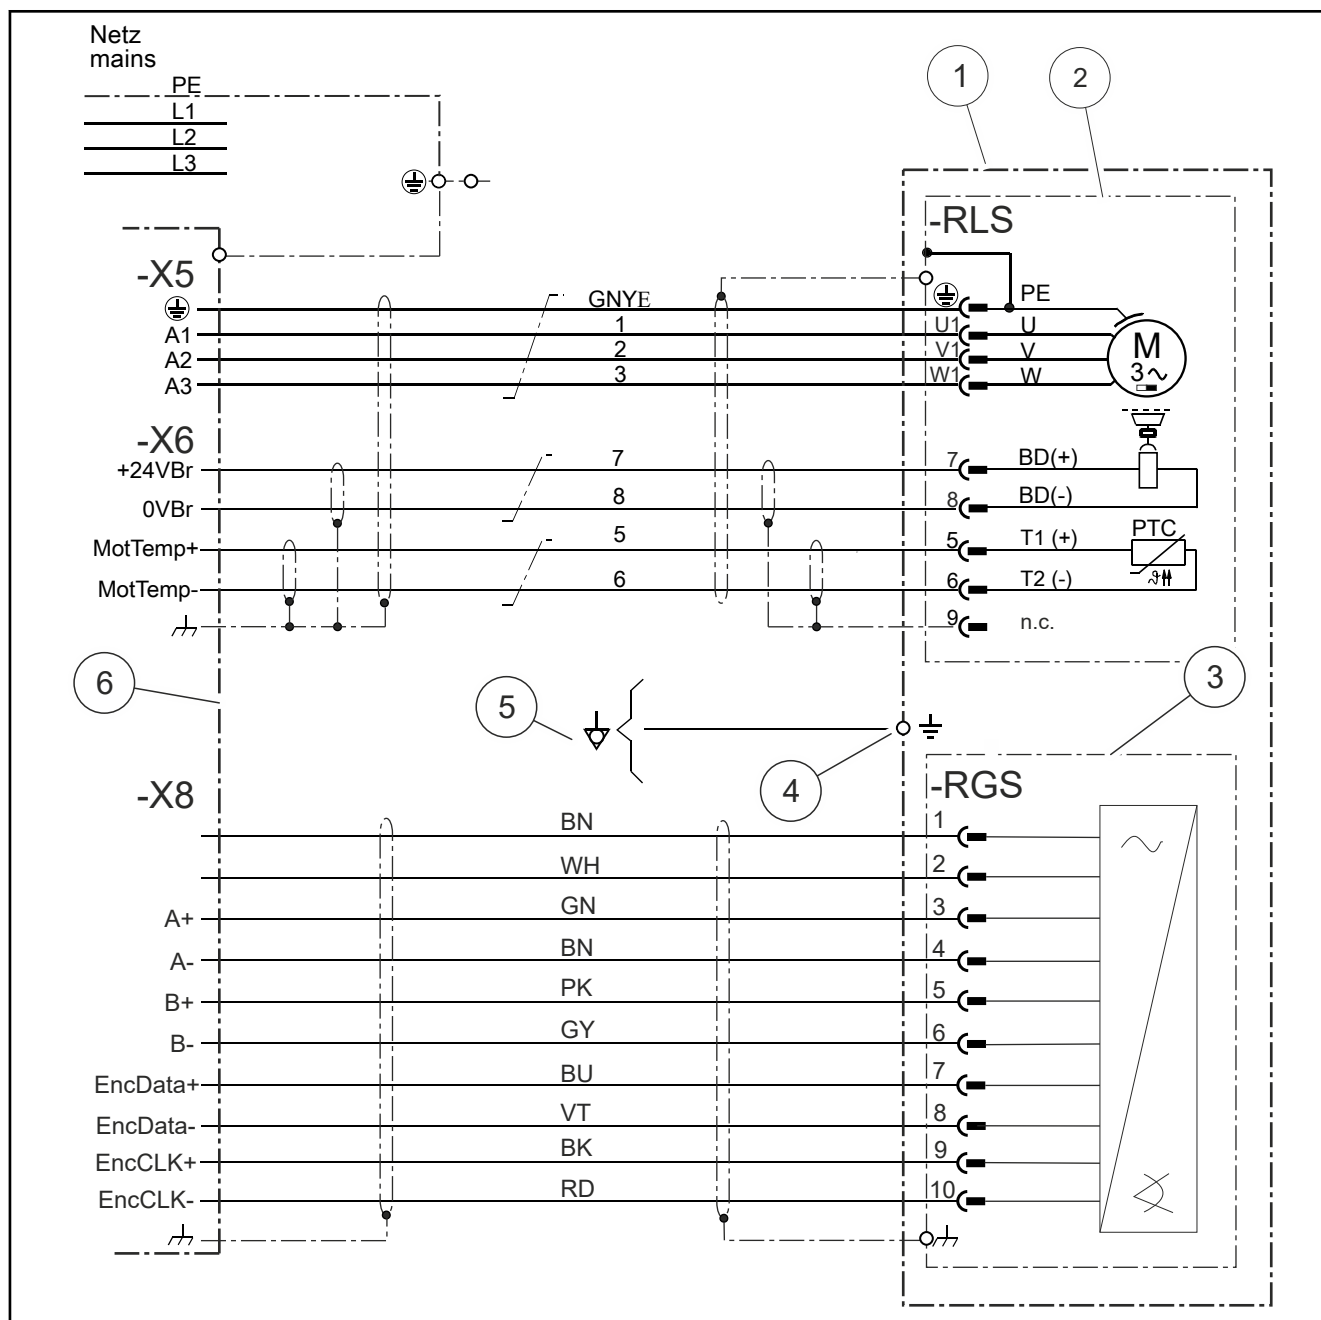 Netz
mains
PE
L1
L2
L3
1
2
-RLS
-X5
GNYE
PE
A1
1
U1
U
A2
2
V1
V
A3
3
W1
W
M
3~
-X6
+24VBr
7
7
BD(+)
0VBr
8
8
BD(-)
MotTemp+
5
5
T1 (+)
PTC
MotTemp-
6
6
T2 (-)
ϑ
9
n.c.
6
5
4
3
-X8
-RGS
BN
1
WH
2
A+
GN
3
A-
BN
4
B+
PK
5
B-
GY
6
EncData+
BU
7
EncData-
VT
8
EncCLK+
BK
9
EncCLK-
RD
10